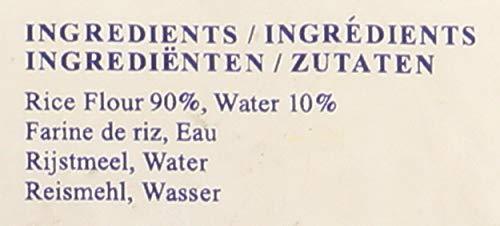 INGREDIENTS / INGRÉDIENTS
INGREDIËNTEN / ZUTATEN
Rice Flour 90%, Water 10%
Farine de riz, Eau
Rijstmeel, Water
Reismehl, Wasser